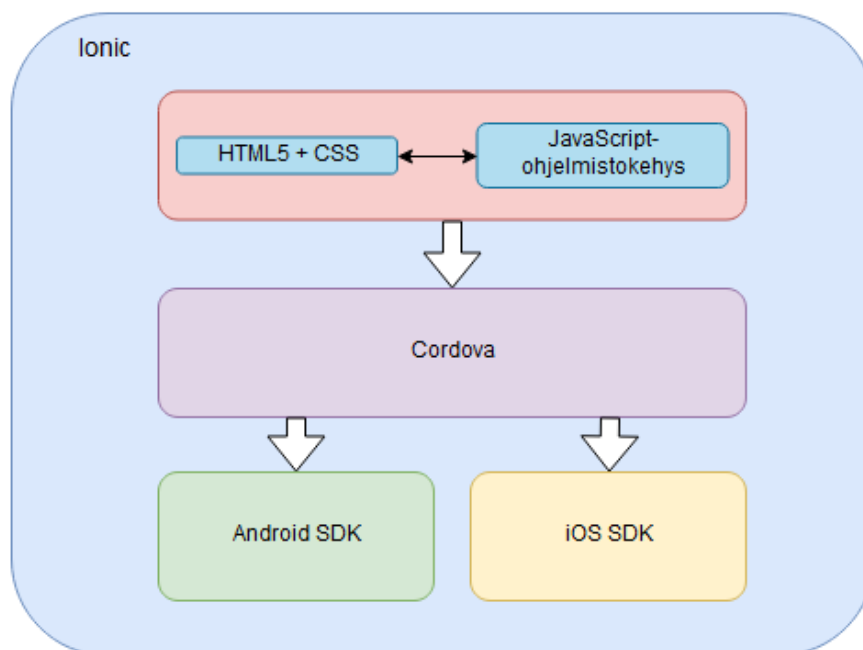 Ionic
HTML5 + CSS
JavaScript-
ohjelmistokehys
Cordova
Android SDK
iOS SDK